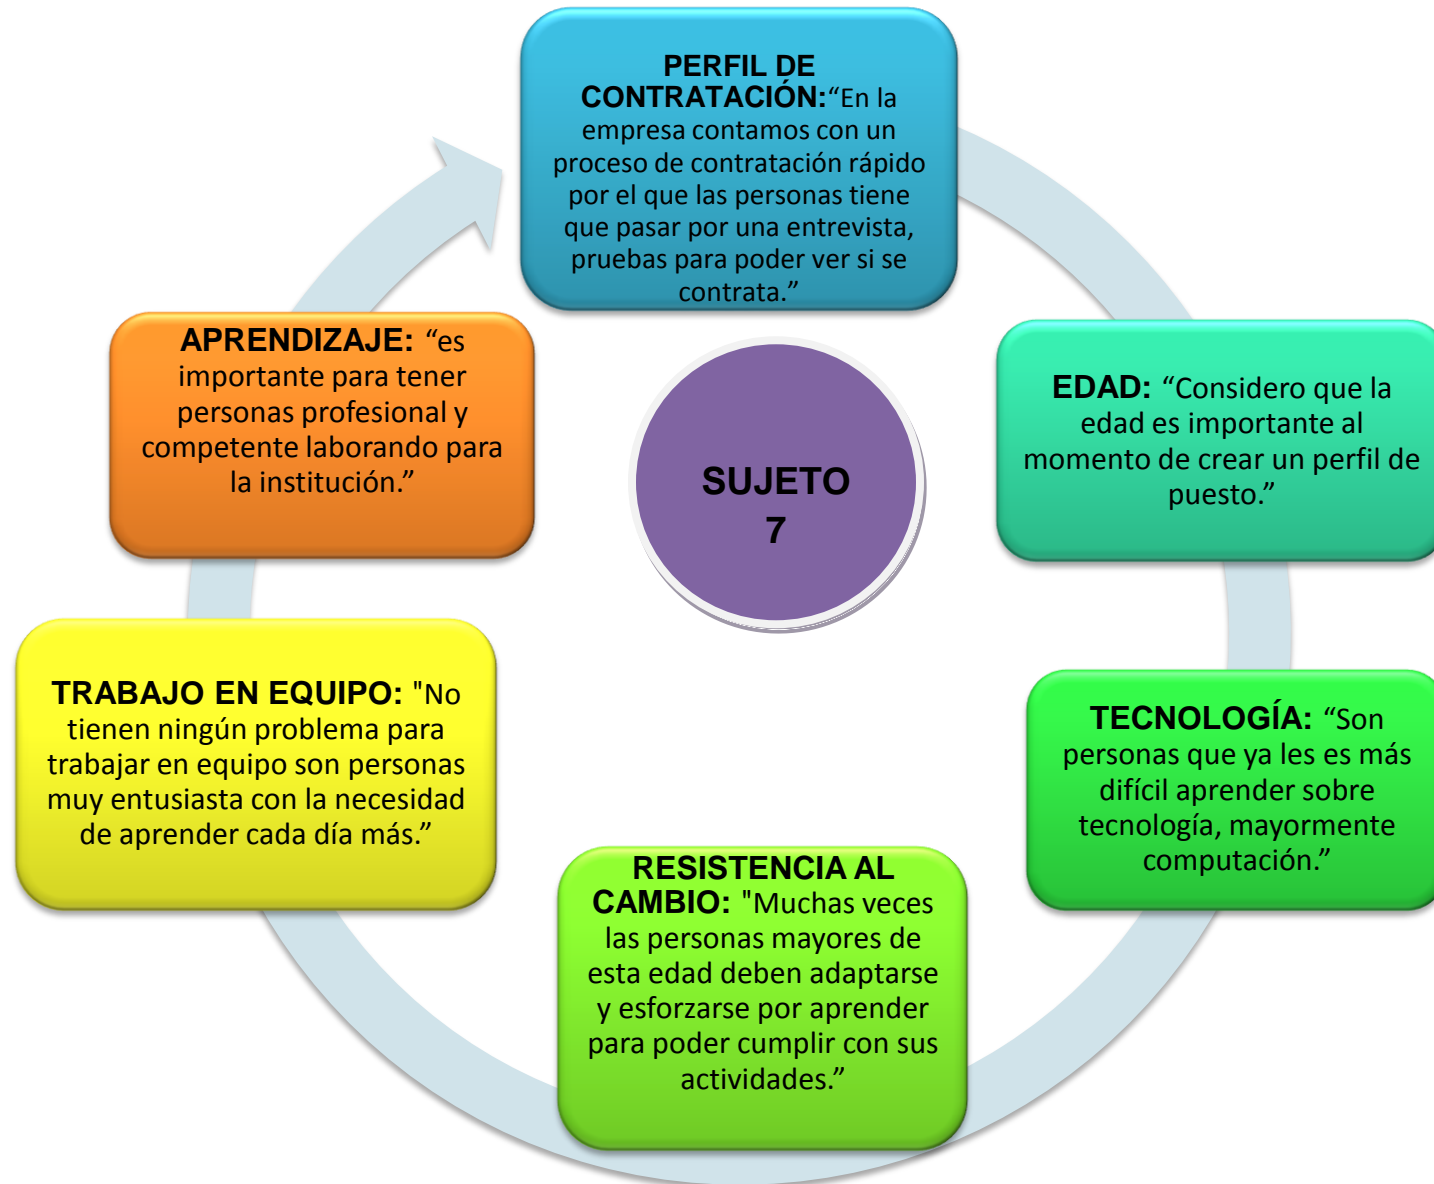 PERFIL DE
CONTRATACIÓN:“En la
empresa contamos con un
proceso de contratación rápido
por el que las personas tiene
que pasar por una entrevista,
pruebas para poder ver si se
contrata.”
EDAD: “Considero que la
edad es importante al
momento de crear un perfil de
puesto.”
TECNOLOGÍA: “Son
personas que ya les es más
difícil aprender sobre
tecnología, mayormente
computación.”
RESISTENCIA AL
CAMBIO: "Muchas veces
las personas mayores de
esta edad deben adaptarse
y esforzarse por aprender
para poder cumplir con sus
actividades.”
TRABAJO EN EQUIPO: "No
tienen ningún problema para
trabajar en equipo son personas
muy entusiasta con la necesidad
de aprender cada día más.”
APRENDIZAJE: “es
importante para tener
personas profesional y
competente laborando para
la institución.”
SUJETO
7